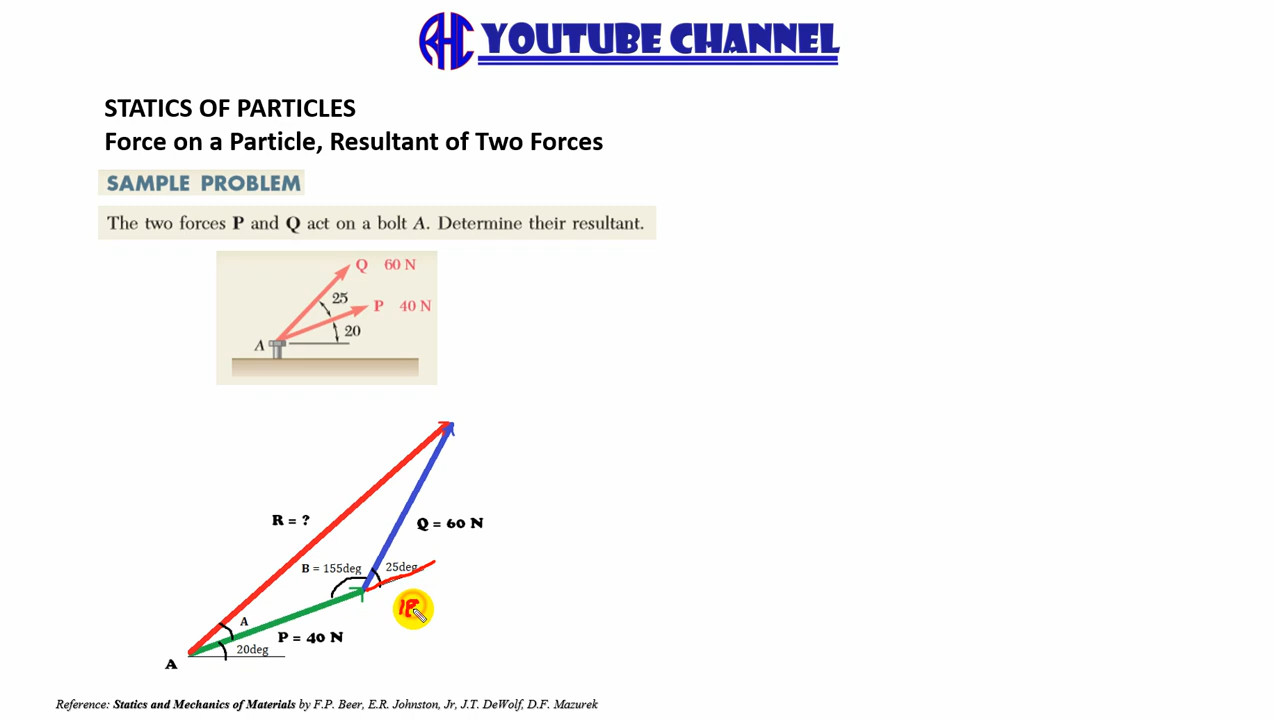 RHC YOUTUBE CHANNEL
STATICS OF PARTICLES
Force on a Particle, Resultant of Two Forces
SAMPLE PROBLEM
The two forces P and Q act on a bolt A. Determine their resultant.
Q 60 N
25
P 40 N
20
A
R = ?
Q = 60 N
B = 155deg
25deg
18
A
P = 40 N
20deg
A
Reference: Statics and Mechanics of Materials by F.P. Beer, E.R. Johnston, Jr, J.T. DeWolf, D.F. Mazurek